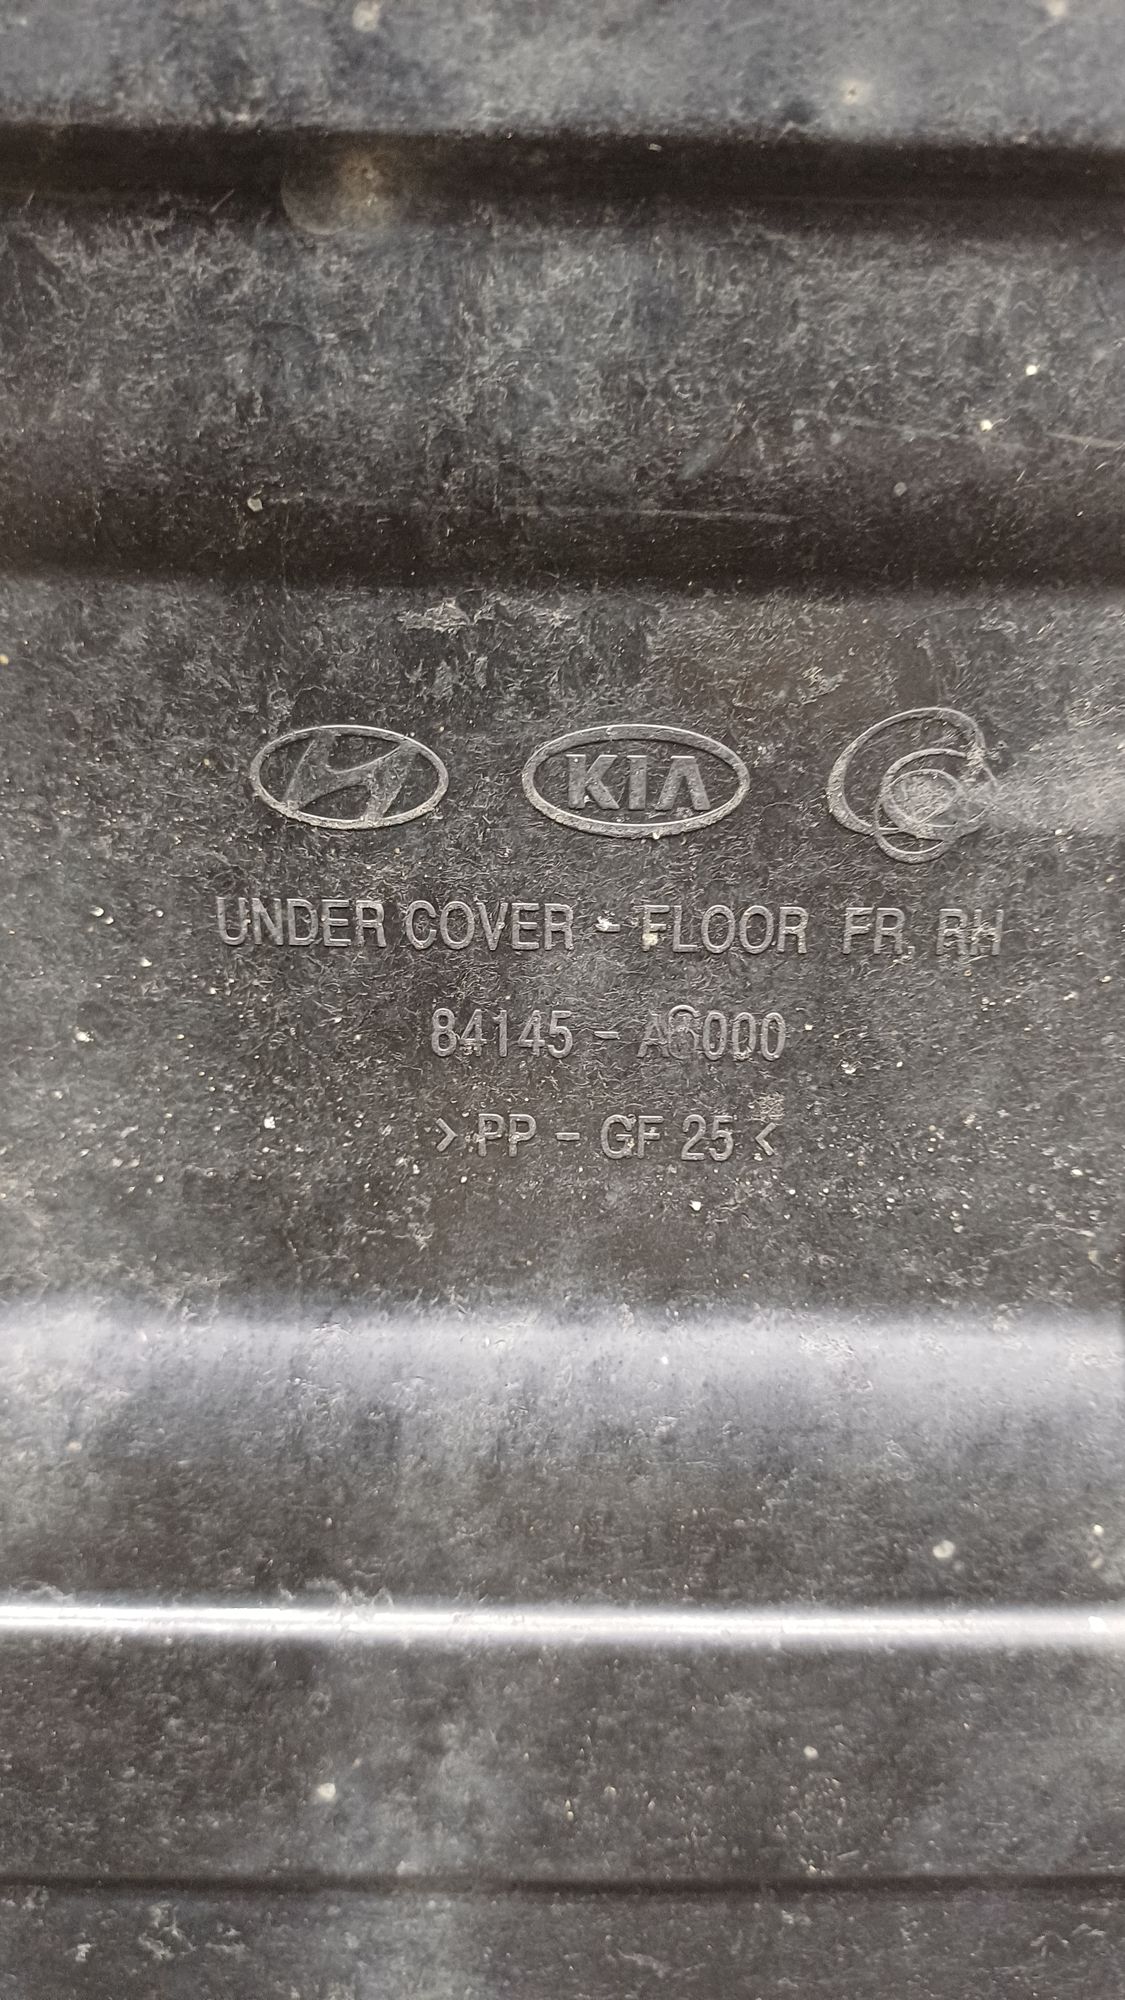 KIA
UNDER COVER - FLOOR FR, RH
84145 - A6000
>PP - GF 25<